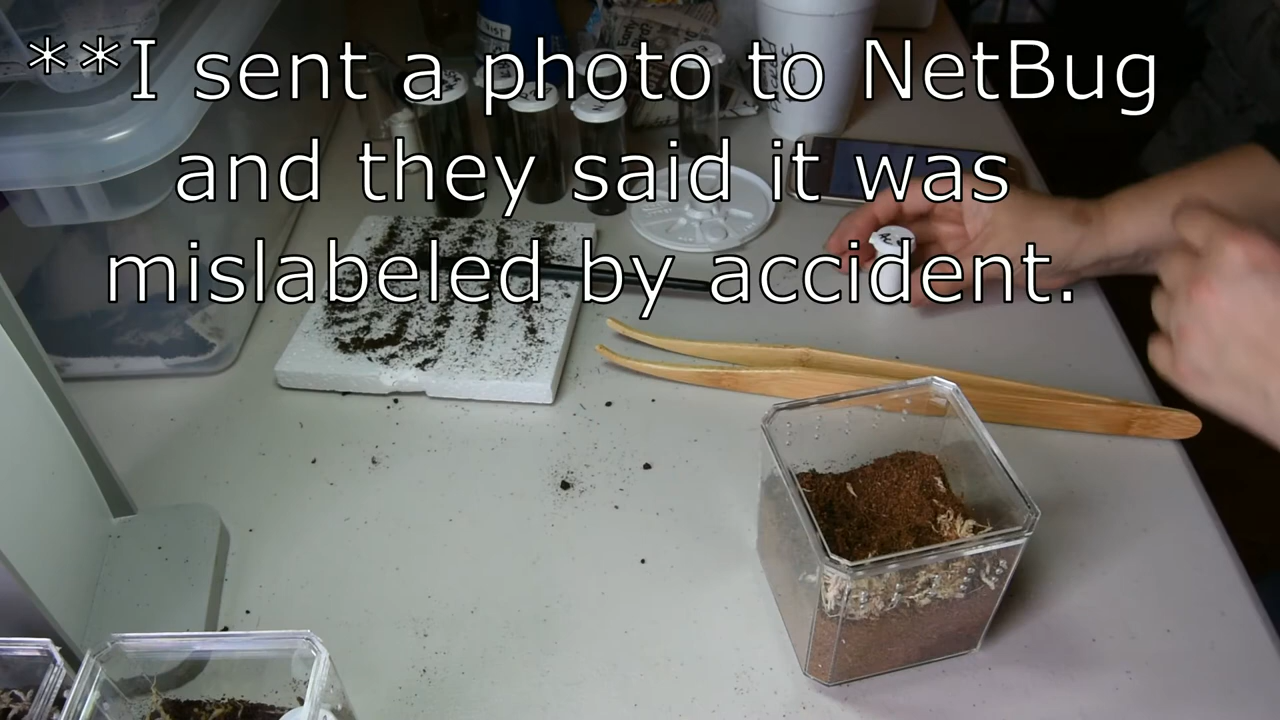 **I sent a photo to NetBug
and they said it was
mislabeled by accident.